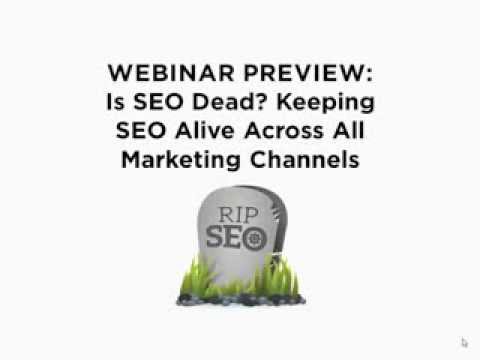 WEBINAR PREVIEW:
Is SEO Dead? Keeping
SEO Alive Across All
Marketing Channels
RIP
SEO